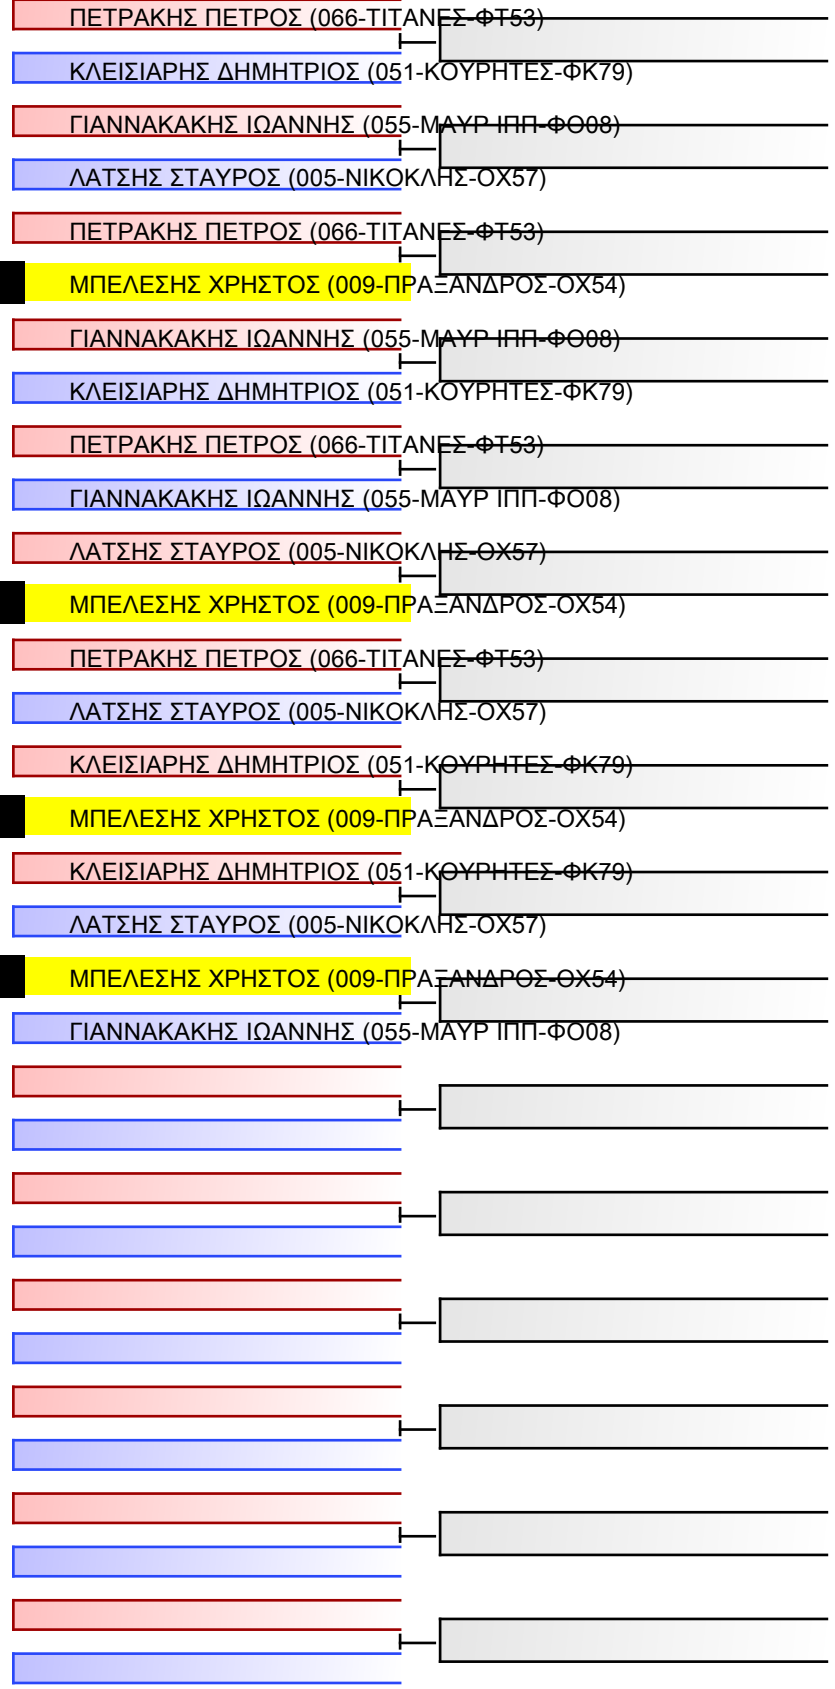 ΠΕΤΡΑΚΗΣ ΠΕΤΡΟΣ (066-ΤΙΤΑΝΕΣ-ΦΤ53)
ΚΛΕΙΣΙΑΡΗΣ ΔΗΜΗΤΡΙΟΣ (051-ΚΟΥΡΗΤΕΣ-ΦΚ79)
ΓΙΑΝΝΑΚΑΚΗΣ ΙΩΑΝΝΗΣ (055-ΜΑΥΡ ΙΠΠ-ΦΟ08)
ΛΑΤΣΗΣ ΣΤΑΥΡΟΣ (005-ΝΙΚΟΚΛΗΣ-ΟΧ57)
ΠΕΤΡΑΚΗΣ ΠΕΤΡΟΣ (066-ΤΙΤΑΝΕΣ-ΦΤ53)
ΜΠΕΛΕΣΗΣ ΧΡΗΣΤΟΣ (009-ΠΡΑΞΑΝΔΡΟΣ-ΟΧ54)
ΓΙΑΝΝΑΚΑΚΗΣ ΙΩΑΝΝΗΣ (055-ΜΑΥΡ ΙΠΠ-ΦΟ08)
ΚΛΕΙΣΙΑΡΗΣ ΔΗΜΗΤΡΙΟΣ (051-ΚΟΥΡΗΤΕΣ-ΦΚ79)
ΠΕΤΡΑΚΗΣ ΠΕΤΡΟΣ (066-ΤΙΤΑΝΕΣ-ΦΤ53)
ΓΙΑΝΝΑΚΑΚΗΣ ΙΩΑΝΝΗΣ (055-ΜΑΥΡ ΙΠΠ-ΦΟ08)
ΛΑΤΣΗΣ ΣΤΑΥΡΟΣ (005-ΝΙΚΟΚΛΗΣ-ΟΧ57)
ΜΠΕΛΕΣΗΣ ΧΡΗΣΤΟΣ (009-ΠΡΑΞΑΝΔΡΟΣ-ΟΧ54)
ΠΕΤΡΑΚΗΣ ΠΕΤΡΟΣ (066-ΤΙΤΑΝΕΣ-ΦΤ53)
ΛΑΤΣΗΣ ΣΤΑΥΡΟΣ (005-ΝΙΚΟΚΛΗΣ-ΟΧ57)
ΚΛΕΙΣΙΑΡΗΣ ΔΗΜΗΤΡΙΟΣ (051-ΚΟΥΡΗΤΕΣ-ΦΚ79)
ΜΠΕΛΕΣΗΣ ΧΡΗΣΤΟΣ (009-ΠΡΑΞΑΝΔΡΟΣ-ΟΧ54)
ΚΛΕΙΣΙΑΡΗΣ ΔΗΜΗΤΡΙΟΣ (051-ΚΟΥΡΗΤΕΣ-ΦΚ79)
ΛΑΤΣΗΣ ΣΤΑΥΡΟΣ (005-ΝΙΚΟΚΛΗΣ-ΟΧ57)
ΜΠΕΛΕΣΗΣ ΧΡΗΣΤΟΣ (009-ΠΡΑΞΑΝΔΡΟΣ-ΟΧ54)
ΓΙΑΝΝΑΚΑΚΗΣ ΙΩΑΝΝΗΣ (055-ΜΑΥΡ ΙΠΠ-ΦΟ08)